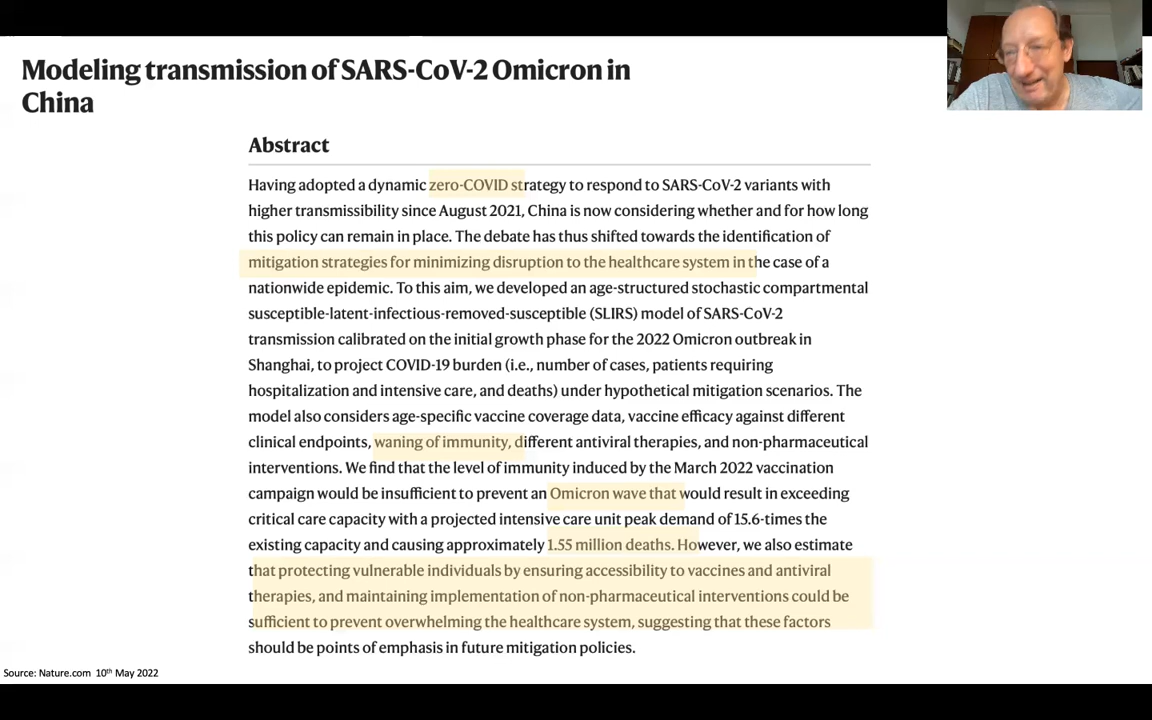 Modeling transmission of SARS-CoV-2 Omicron in
China
Abstract
Having adopted a dynamic zero-COVID strategy to respond to SARS-CoV-2 variants with
higher transmissibility since August 2021, China is now considering whether and for how long
this policy can remain in place. The debate has thus shifted towards the identification of
mitigation strategies for minimizing disruption to the healthcare system in the case of a
nationwide epidemic. To this aim, we developed an age-structured stochastic compartmental
susceptible-latent-infectious-removed-susceptible (SLIRS) model of SARS-CoV-2
transmission calibrated on the initial growth phase for the 2022 Omicron outbreak in
Shanghai, to project COVID-19 burden (i.e., number of cases, patients requiring
hospitalization and intensive care, and deaths) under hypothetical mitigation scenarios. The
model also considers age-specific vaccine coverage data, vaccine efficacy against different
clinical endpoints, waning of immunity, different antiviral therapies, and non-pharmaceutical
interventions. We find that the level of immunity induced by the March 2022 vaccination
campaign would be insufficient to prevent an Omicron wave that would result in exceeding
critical care capacity with a projected intensive care unit peak demand of 15.6-times the
existing capacity and causing approximately 1.55 million deaths. However, we also estimate
that protecting vulnerable individuals by ensuring accessibility to vaccines and antiviral
therapies, and maintaining implementation of non-pharmaceutical interventions could be
sufficient to prevent overwhelming the healthcare system, suggesting that these factors
should be points of emphasis in future mitigation policies.
Source: Nature.com 10th May 2022